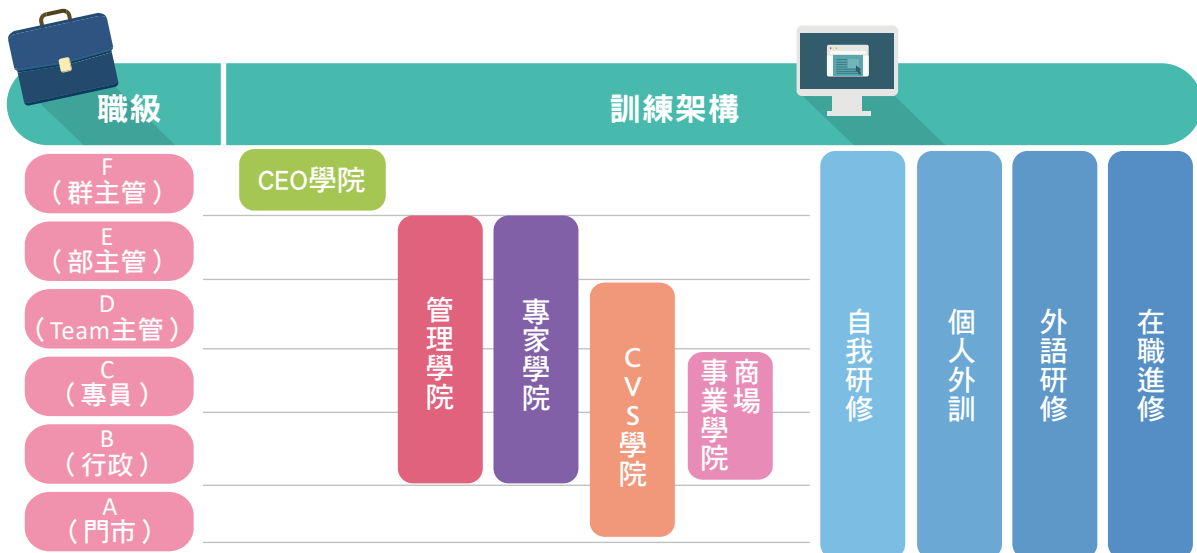 職級
訓練架構
F
（群主管）
CEO學院
E
（部主管）
D
（Team主管）
C
（專員）
B
（行政）
A
（門市）
管理學院
專家學院
CVS學院
商場
事業學院
自我研修
個人外訓
外語研修
在職進修